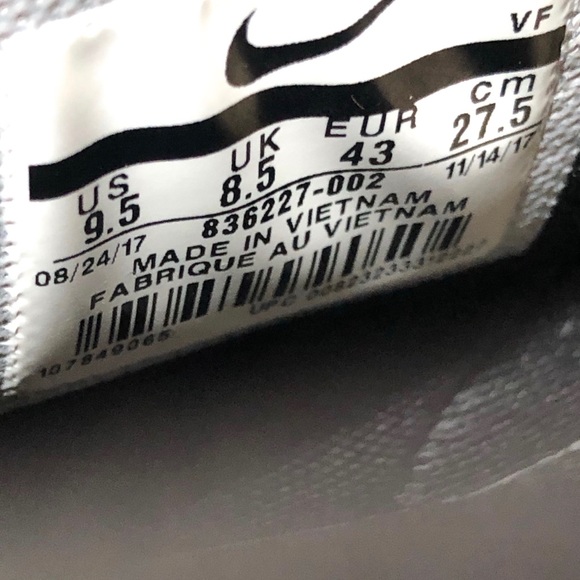 VF
US UK EUR cm
9.5 8.5 43 27.5
08/24/17 836227-002 11/14/17
MADE IN VIETNAM
FABRIQUE AU VIETNAM
UPC
107849065